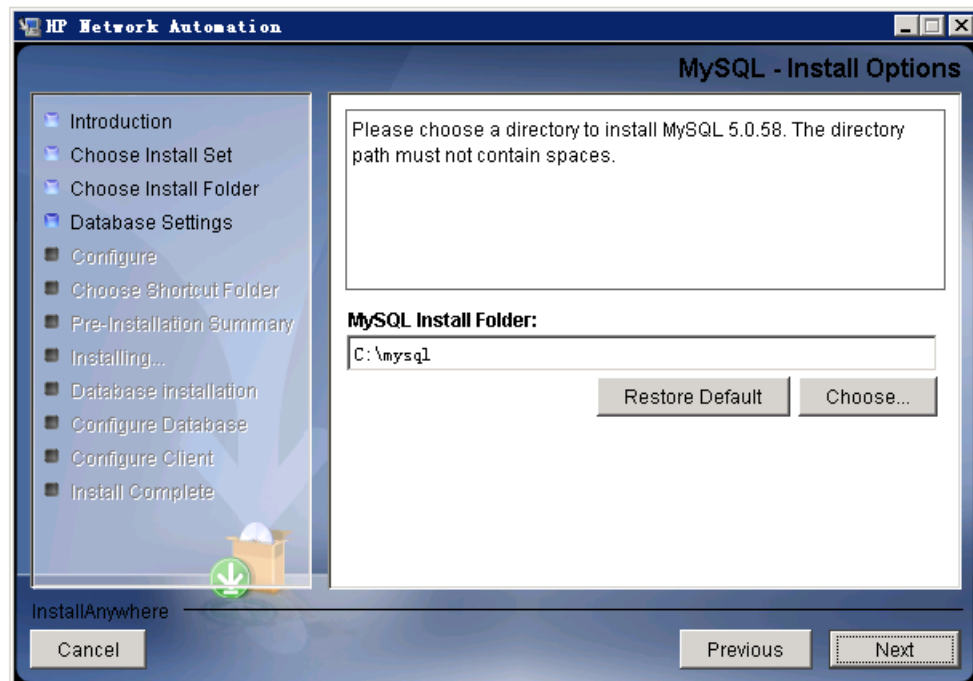 HP Network Automation
MySQL - Install Options
Introduction
Choose Install Set
Choose Install Folder
Database Settings
Configure
Choose Shortcut Folder
Pre-Installation Summary
Installing...
Database installation
Configure Database
Configure Client
Install Complete
Please choose a directory to install MySQL 5.0.58. The directory
path must not contain spaces.
MySQL Install Folder:
C:\mysql
Restore Default
Choose...
InstallAnywhere
Cancel
Previous
Next